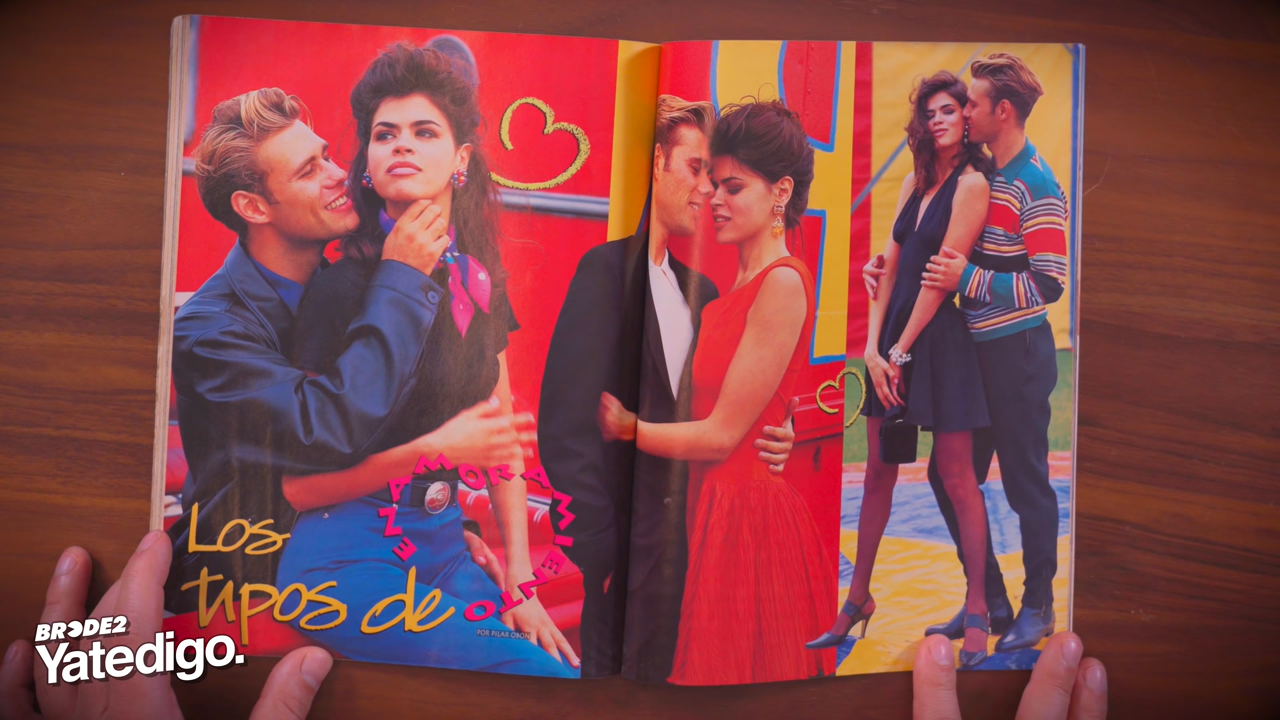 Los
tipos de
ENAMORAMIENTO
POR PILAR OBON
BRODE2
Yatedigo.